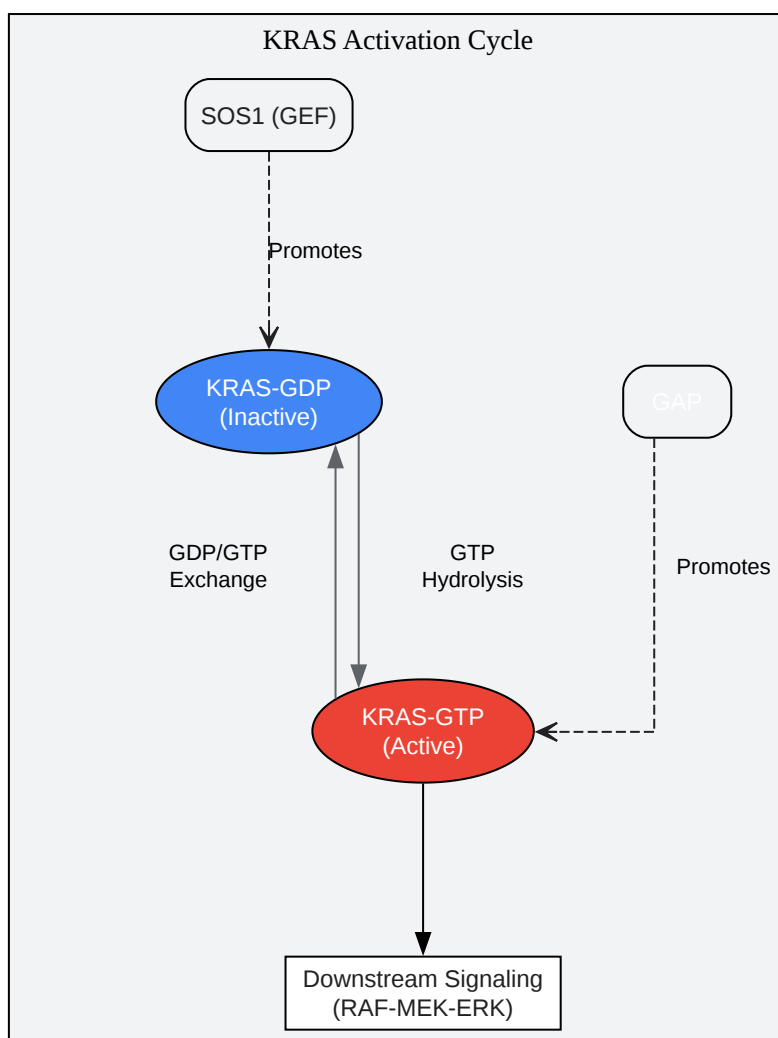 KRAS Activation Cycle
SOS1 (GEF)
Promotes
KRAS-GDP
(Inactive)
GAP
GDP/GTP
Exchange
GTP
Hydrolysis
Promotes
KRAS-GTP
(Active)
Downstream Signaling
(RAF-MEK-ERK)